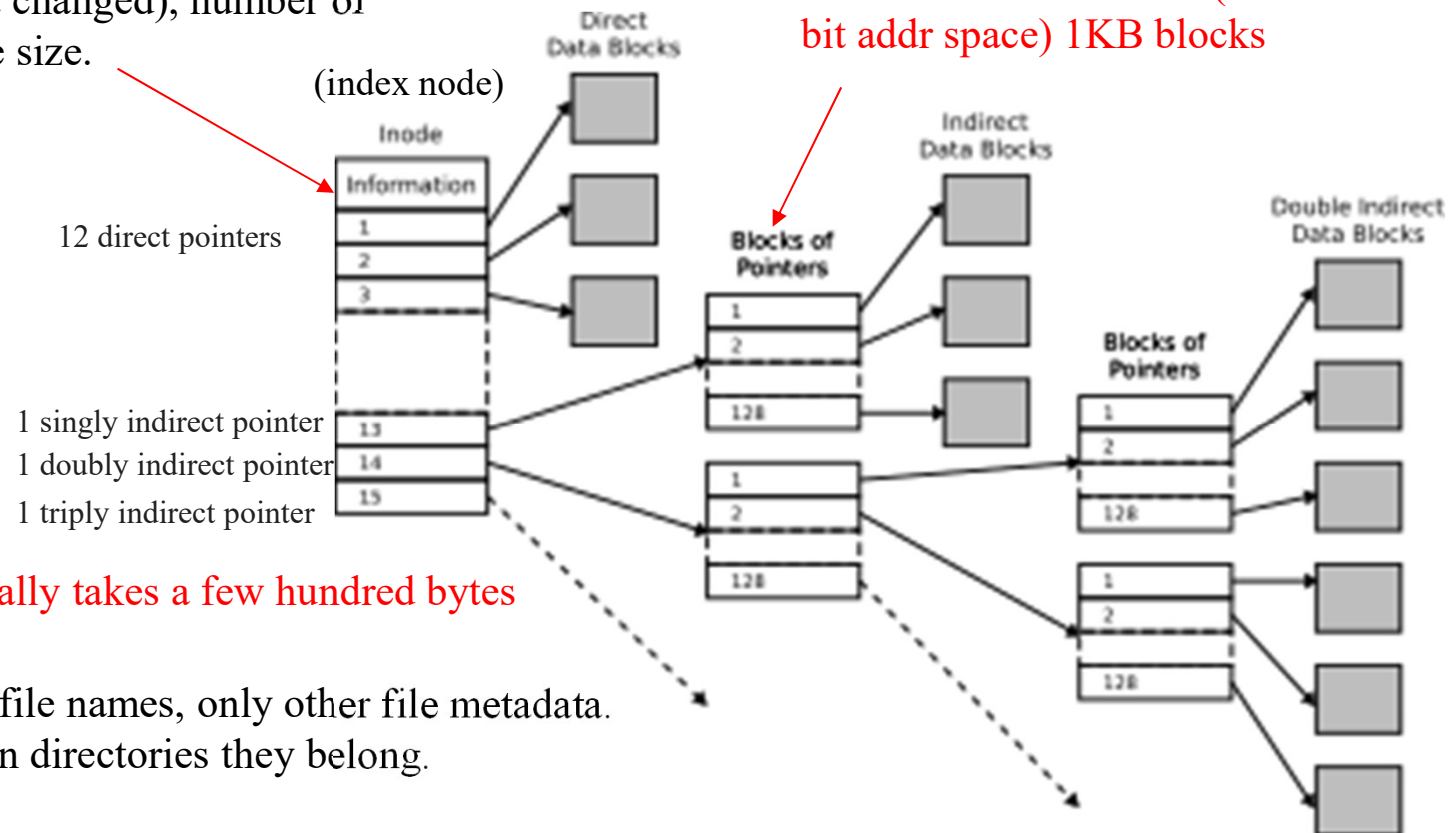 changed), number of
size.
(index node)
Direct
Data Blocks
bit addr space) 1KB blocks
Inode
Information
1
2
3
12 direct pointers
1 singly indirect pointer
13
1 doubly indirect pointer
14
1 triply indirect pointer
15
Blocks of
Pointers
1
2
128
1
2
128
Indirect
Data Blocks
Blocks of
Pointers
1
2
128
1
2
128
Double Indirect
Data Blocks
takes a few hundred bytes
file names, only other file metadata.
directories they belong.